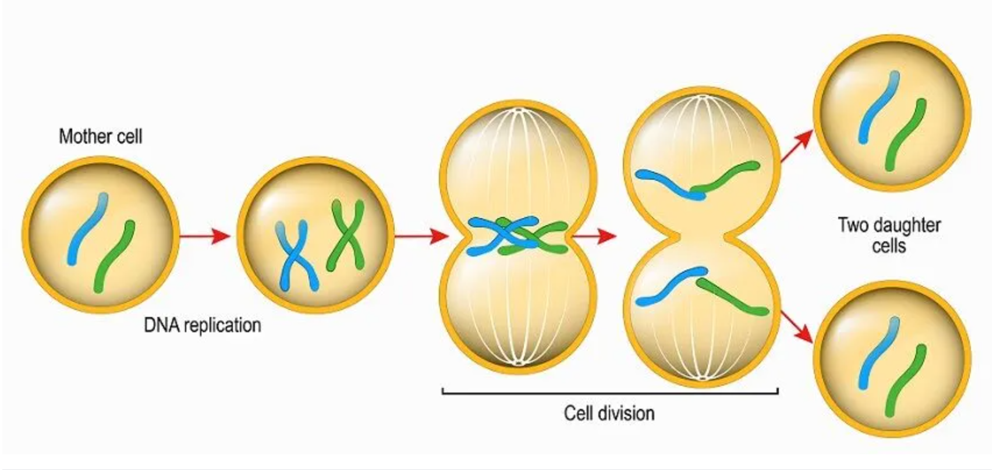 Mother cell
DNA replication
Cell division
Two daughter
cells